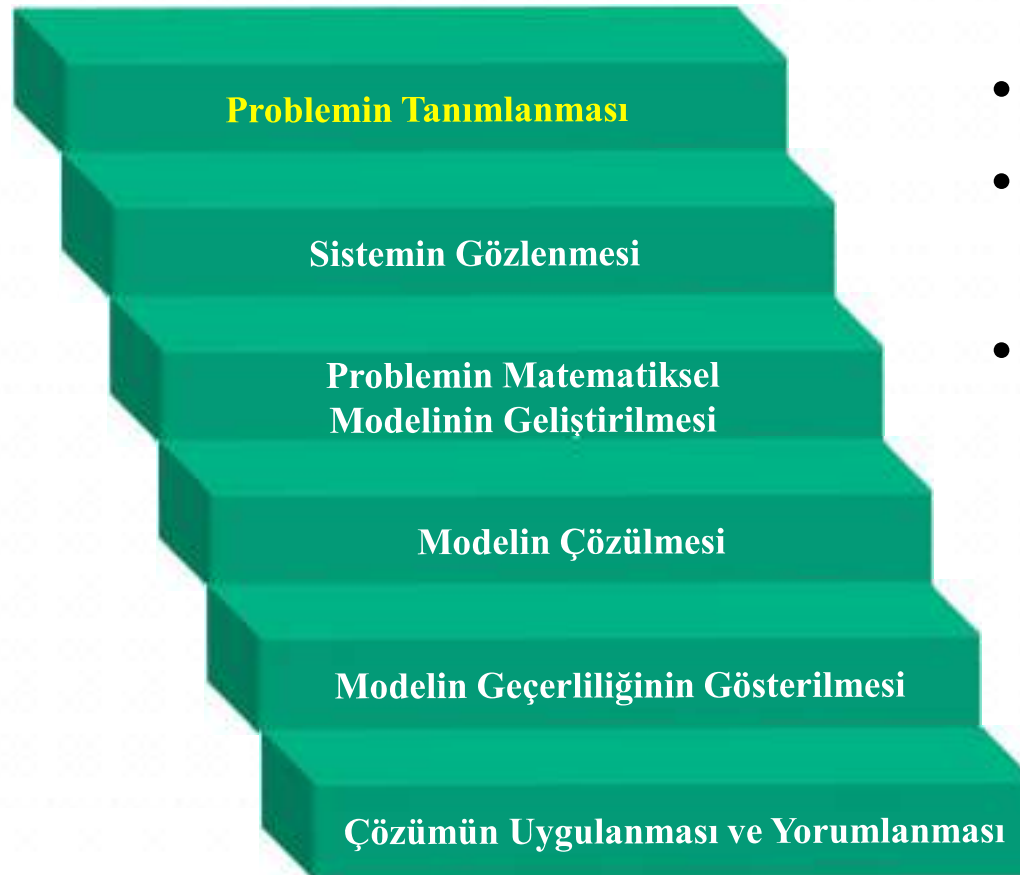 Problemin Tanımlanması
Sistemin Gözlenmesi
Problemin Matematiksel
Modelinin Geliştirilmesi
Modelin Çözülmesi
Modelin Geçerliliğinin Gösterilmesi
Çözümün Uygulanması ve Yorumlanması